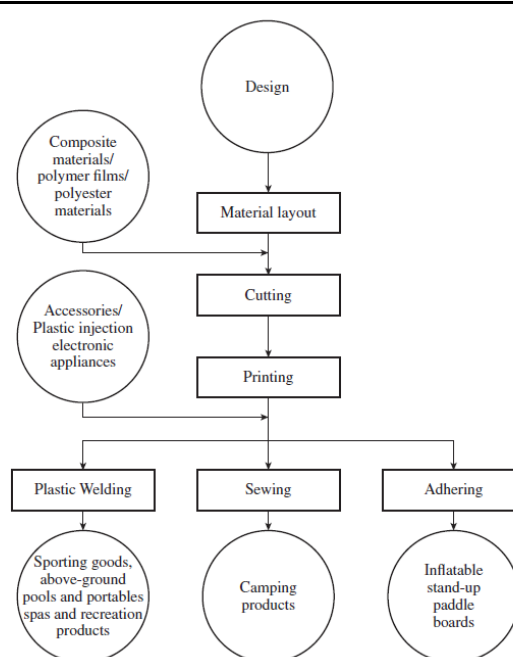 Design
Composite
materials/
polymer films/
polyester
materials
Material layout
Cutting
Accessories/
Plastic injection
electronic
appliances
Printing
Plastic Welding
Sewing
Adhering
Sporting goods,
above-ground
pools and portables
spas and recreation
products
Camping
products
Inflatable
stand-up
paddle
boards